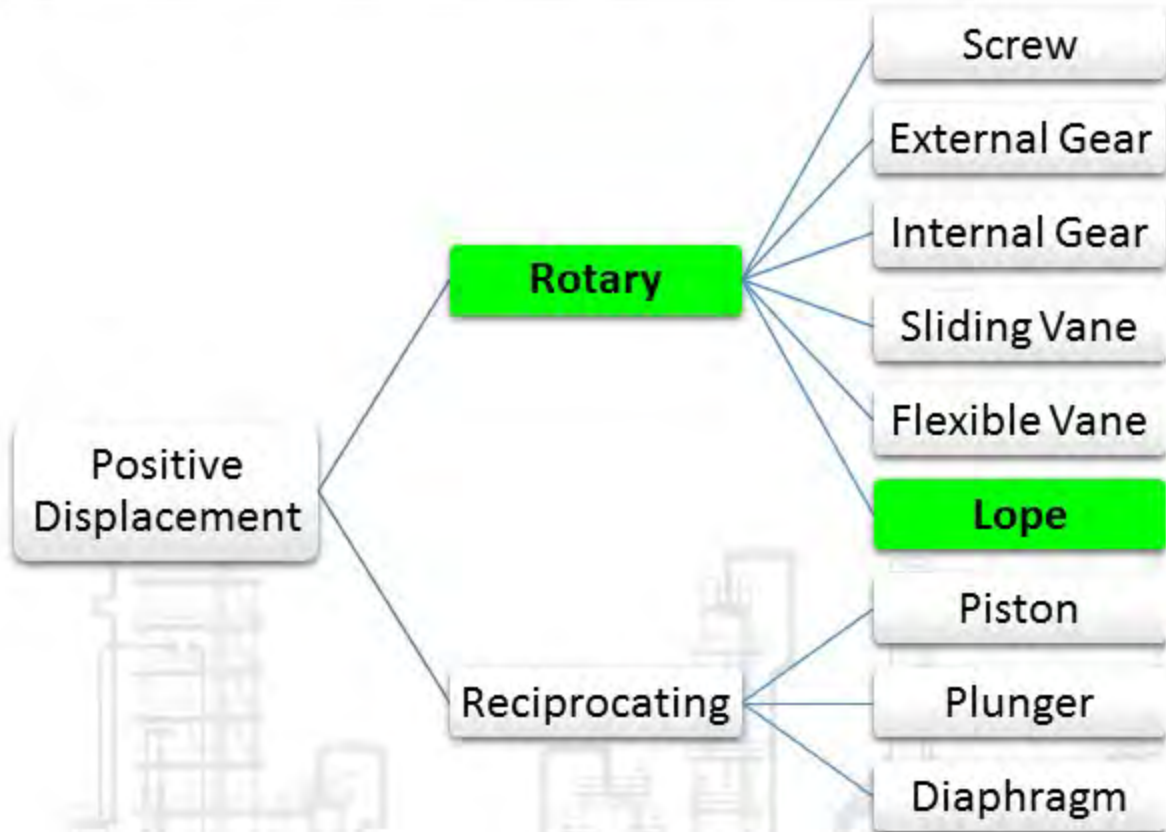 Positive
Displacement
Rotary
Reciprocating
Screw
External Gear
Internal Gear
Sliding Vane
Flexible Vane
Lope
Piston
Plunger
Diaphragm